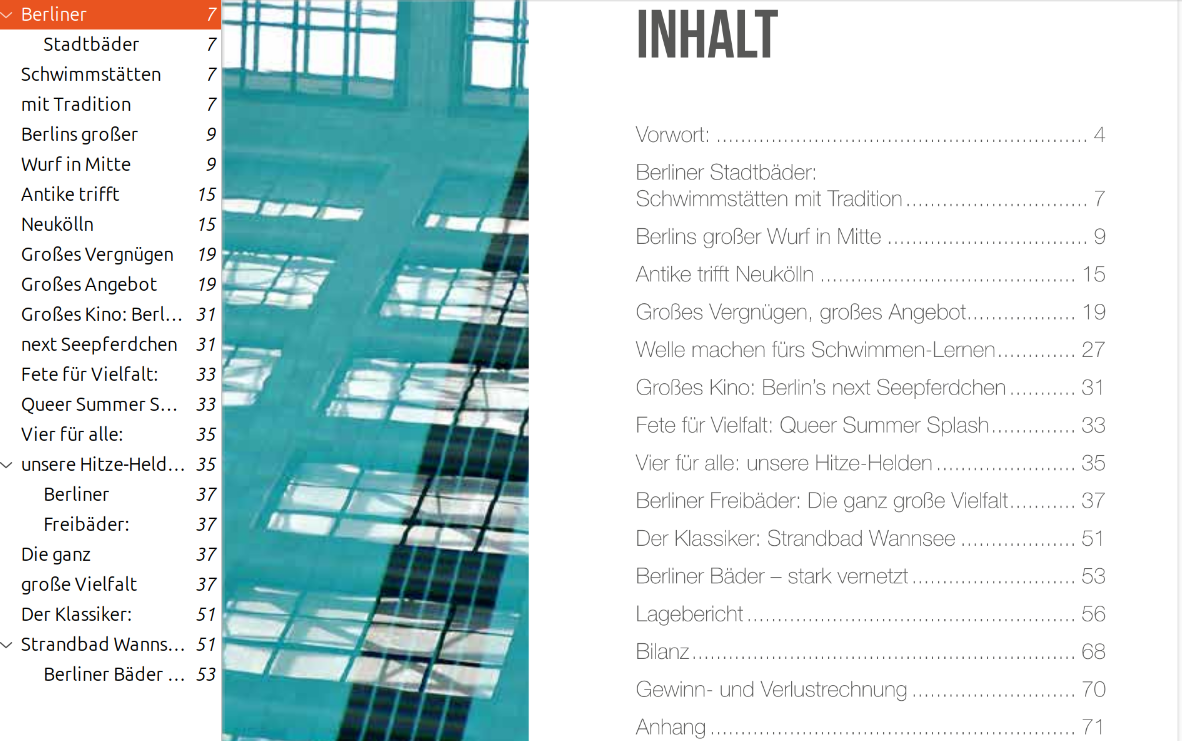 Berliner 7
Stadtbäder 7
Schwimmstätten 7
mit Tradition 7
Berlins großer 9
Wurf in Mitte 9
Antike trifft 15
Neukölln 15
Großes Vergnügen 19
Großes Angebot 19
Großes Kino: Berl... 31
next Seepferdchen 31
Fete für Vielfalt: 33
Queer Summer S... 33
Vier für alle: 35
unsere Hitze-Held... 35
Berliner 37
Freibäder: 37
Die ganz 37
große Vielfalt 37
Der Klassiker: 51
Strandbad Wanns... 51
Berliner Bäder ... 53
INHALT
Vorwort: ............................................................. 4
Berliner Stadtbäder:
Schwimmstätten mit Tradition .............................. 7
Berlins großer Wurf in Mitte ................................. 9
Antike trifft Neukölln .......................................... 15
Großes Vergnügen, großes Angebot.................. 19
Welle machen fürs Schwimmen-Lernen............. 27
Großes Kino: Berlin’s next Seepferdchen ........... 31
Fete für Vielfalt: Queer Summer Splash.............. 33
Vier für alle: unsere Hitze-Helden ....................... 35
Berliner Freibäder: Die ganz große Vielfalt........... 37
Der Klassiker: Strandbad Wannsee ................... 51
Berliner Bäder – stark vernetzt ........................... 53
Lagebericht ...................................................... 56
Bilanz............................................................... 68
Gewinn- und Verlustrechnung ........................... 70
Anhang ............................................................ 71